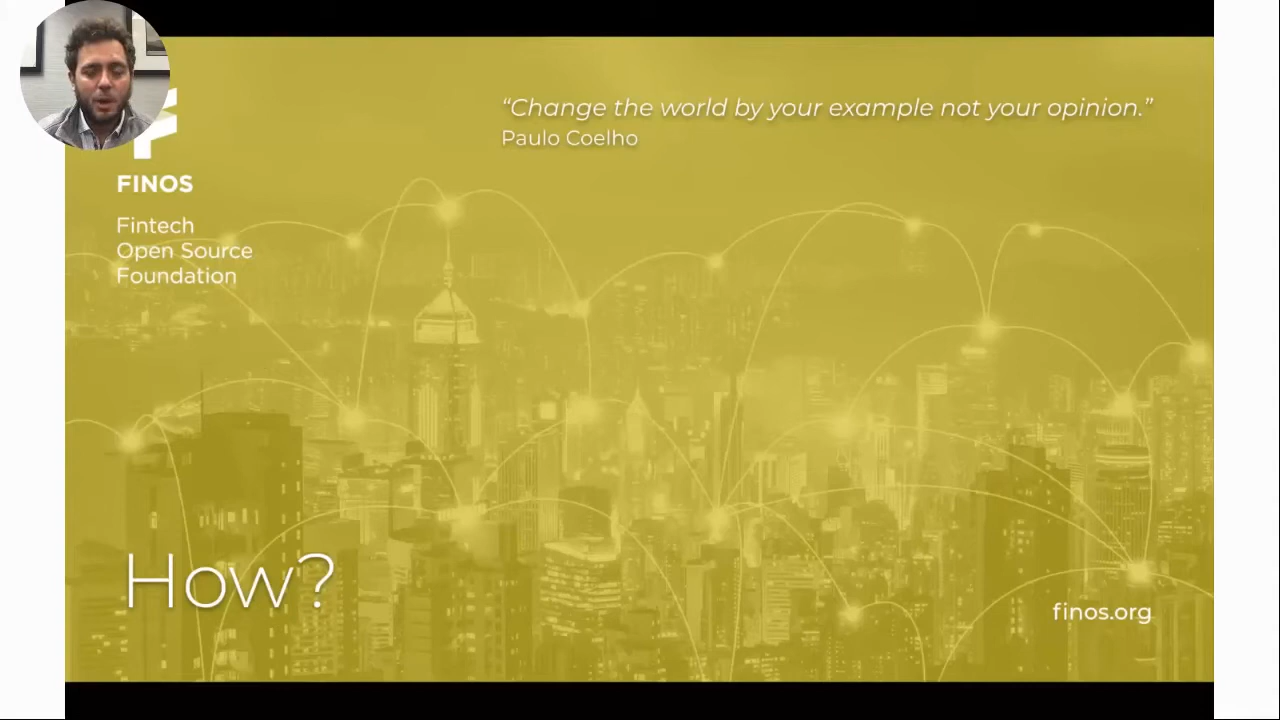 “Change the world by your example not your opinion.”
Paulo Coelho
FINOS
Fintech
Open Source
Foundation
How?
finos.org